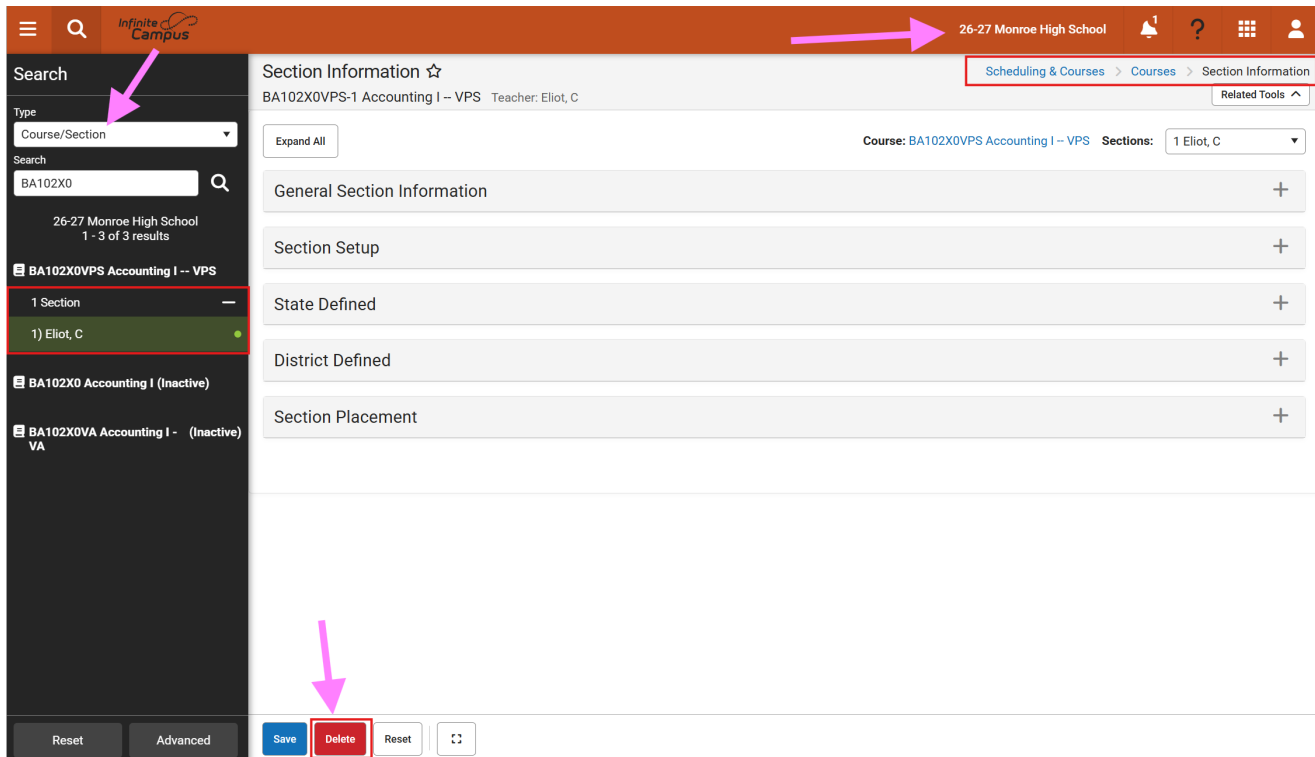 Infinite
Campus
26-27 Monroe High School
1
?
Search
Type
Course/Section
Search
BA102X0
26-27 Monroe High School
1 - 3 of 3 results
BA102X0VPS Accounting I -- VPS
1 Section
1) Eliot, C
BA102X0 Accounting I (Inactive)
BA102X0VA Accounting I - (Inactive)
VA
Reset Advanced
Section Information
Scheduling & Courses > Courses > Section Information
BA102X0VPS-1 Accounting I -- VPS Teacher: Eliot, C
Related Tools
Expand All
Course: BA102X0VPS Accounting I -- VPS Sections: 1 Eliot, C
General Section Information
Section Setup
State Defined
District Defined
Section Placement
Save Delete Reset